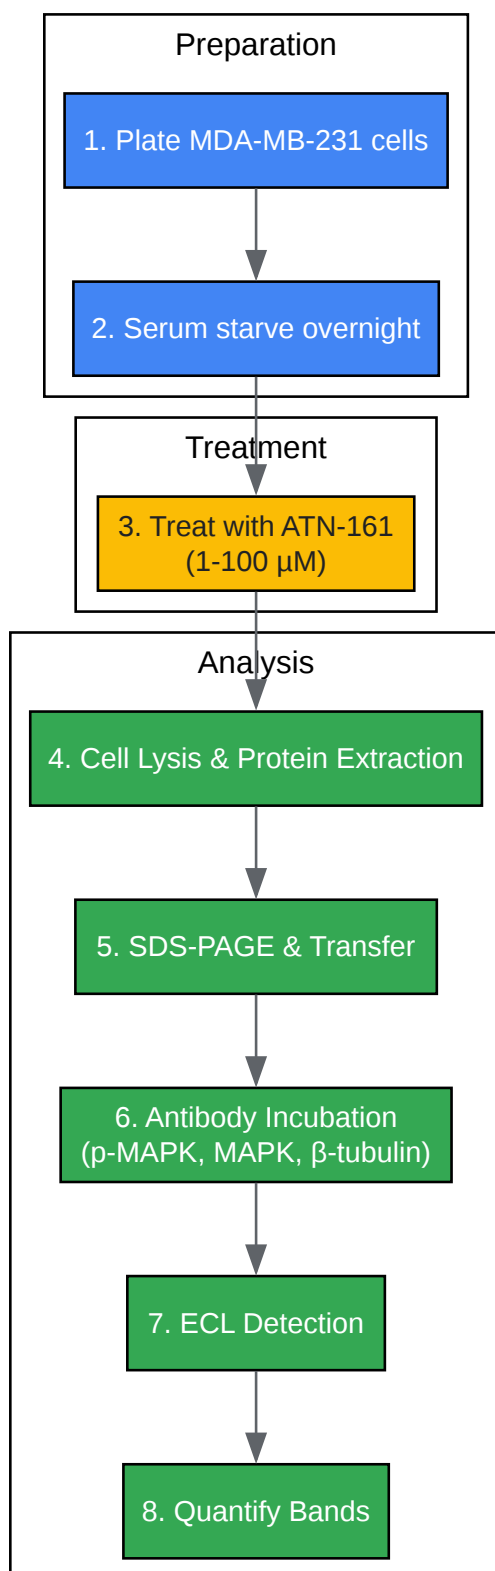 Preparation
1. Plate MDA-MB-231 cells
2. Serum starve overnight
Treatment
3. Treat with ATN-161
(1-100 µM)
Analysis
4. Cell Lysis & Protein Extraction
5. SDS-PAGE & Transfer
6. Antibody Incubation
(p-MAPK, MAPK, β-tubulin)
7. ECL Detection
8. Quantify Bands